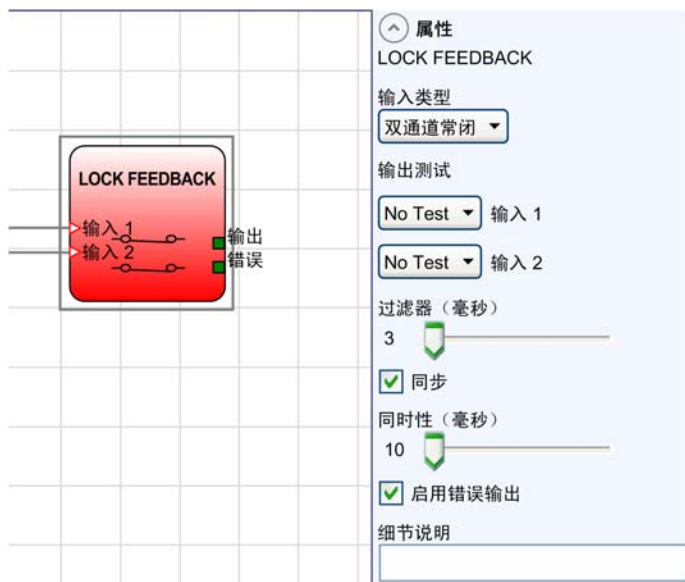 LOCK FEEDBACK
输入 1
输入 2
输出
错误
属性
LOCK FEEDBACK
输入类型
双通道常闭
输出测试
No Test 输入 1
No Test 输入 2
过滤器（毫秒）
3
同步
同时性（毫秒）
10
启用错误输出
细节说明